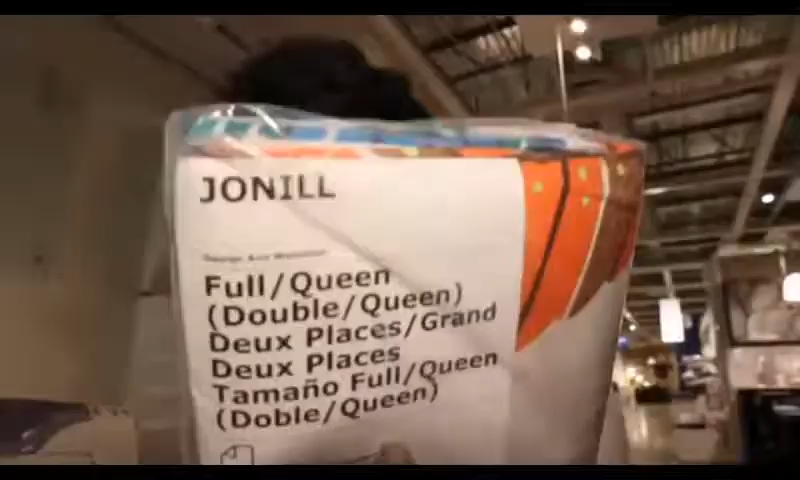 JONILL
Full/Queen
(Double/Queen)
Deux Places/Grand
Deux Places
Tamaño Full/Queen
(Doble/Queen)